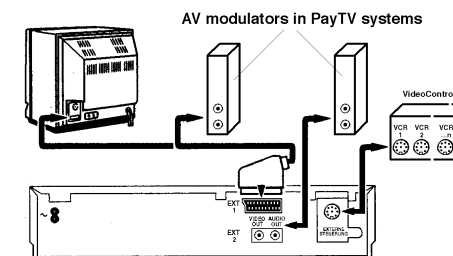 AV modulators in PayTV systems
VideoContro
VCR VCR VCR
1 2 ...n
EXT
1
VIDEO AUDIO
OUT OUT
EXT
2
EXTERNE
STEUERUNG
~